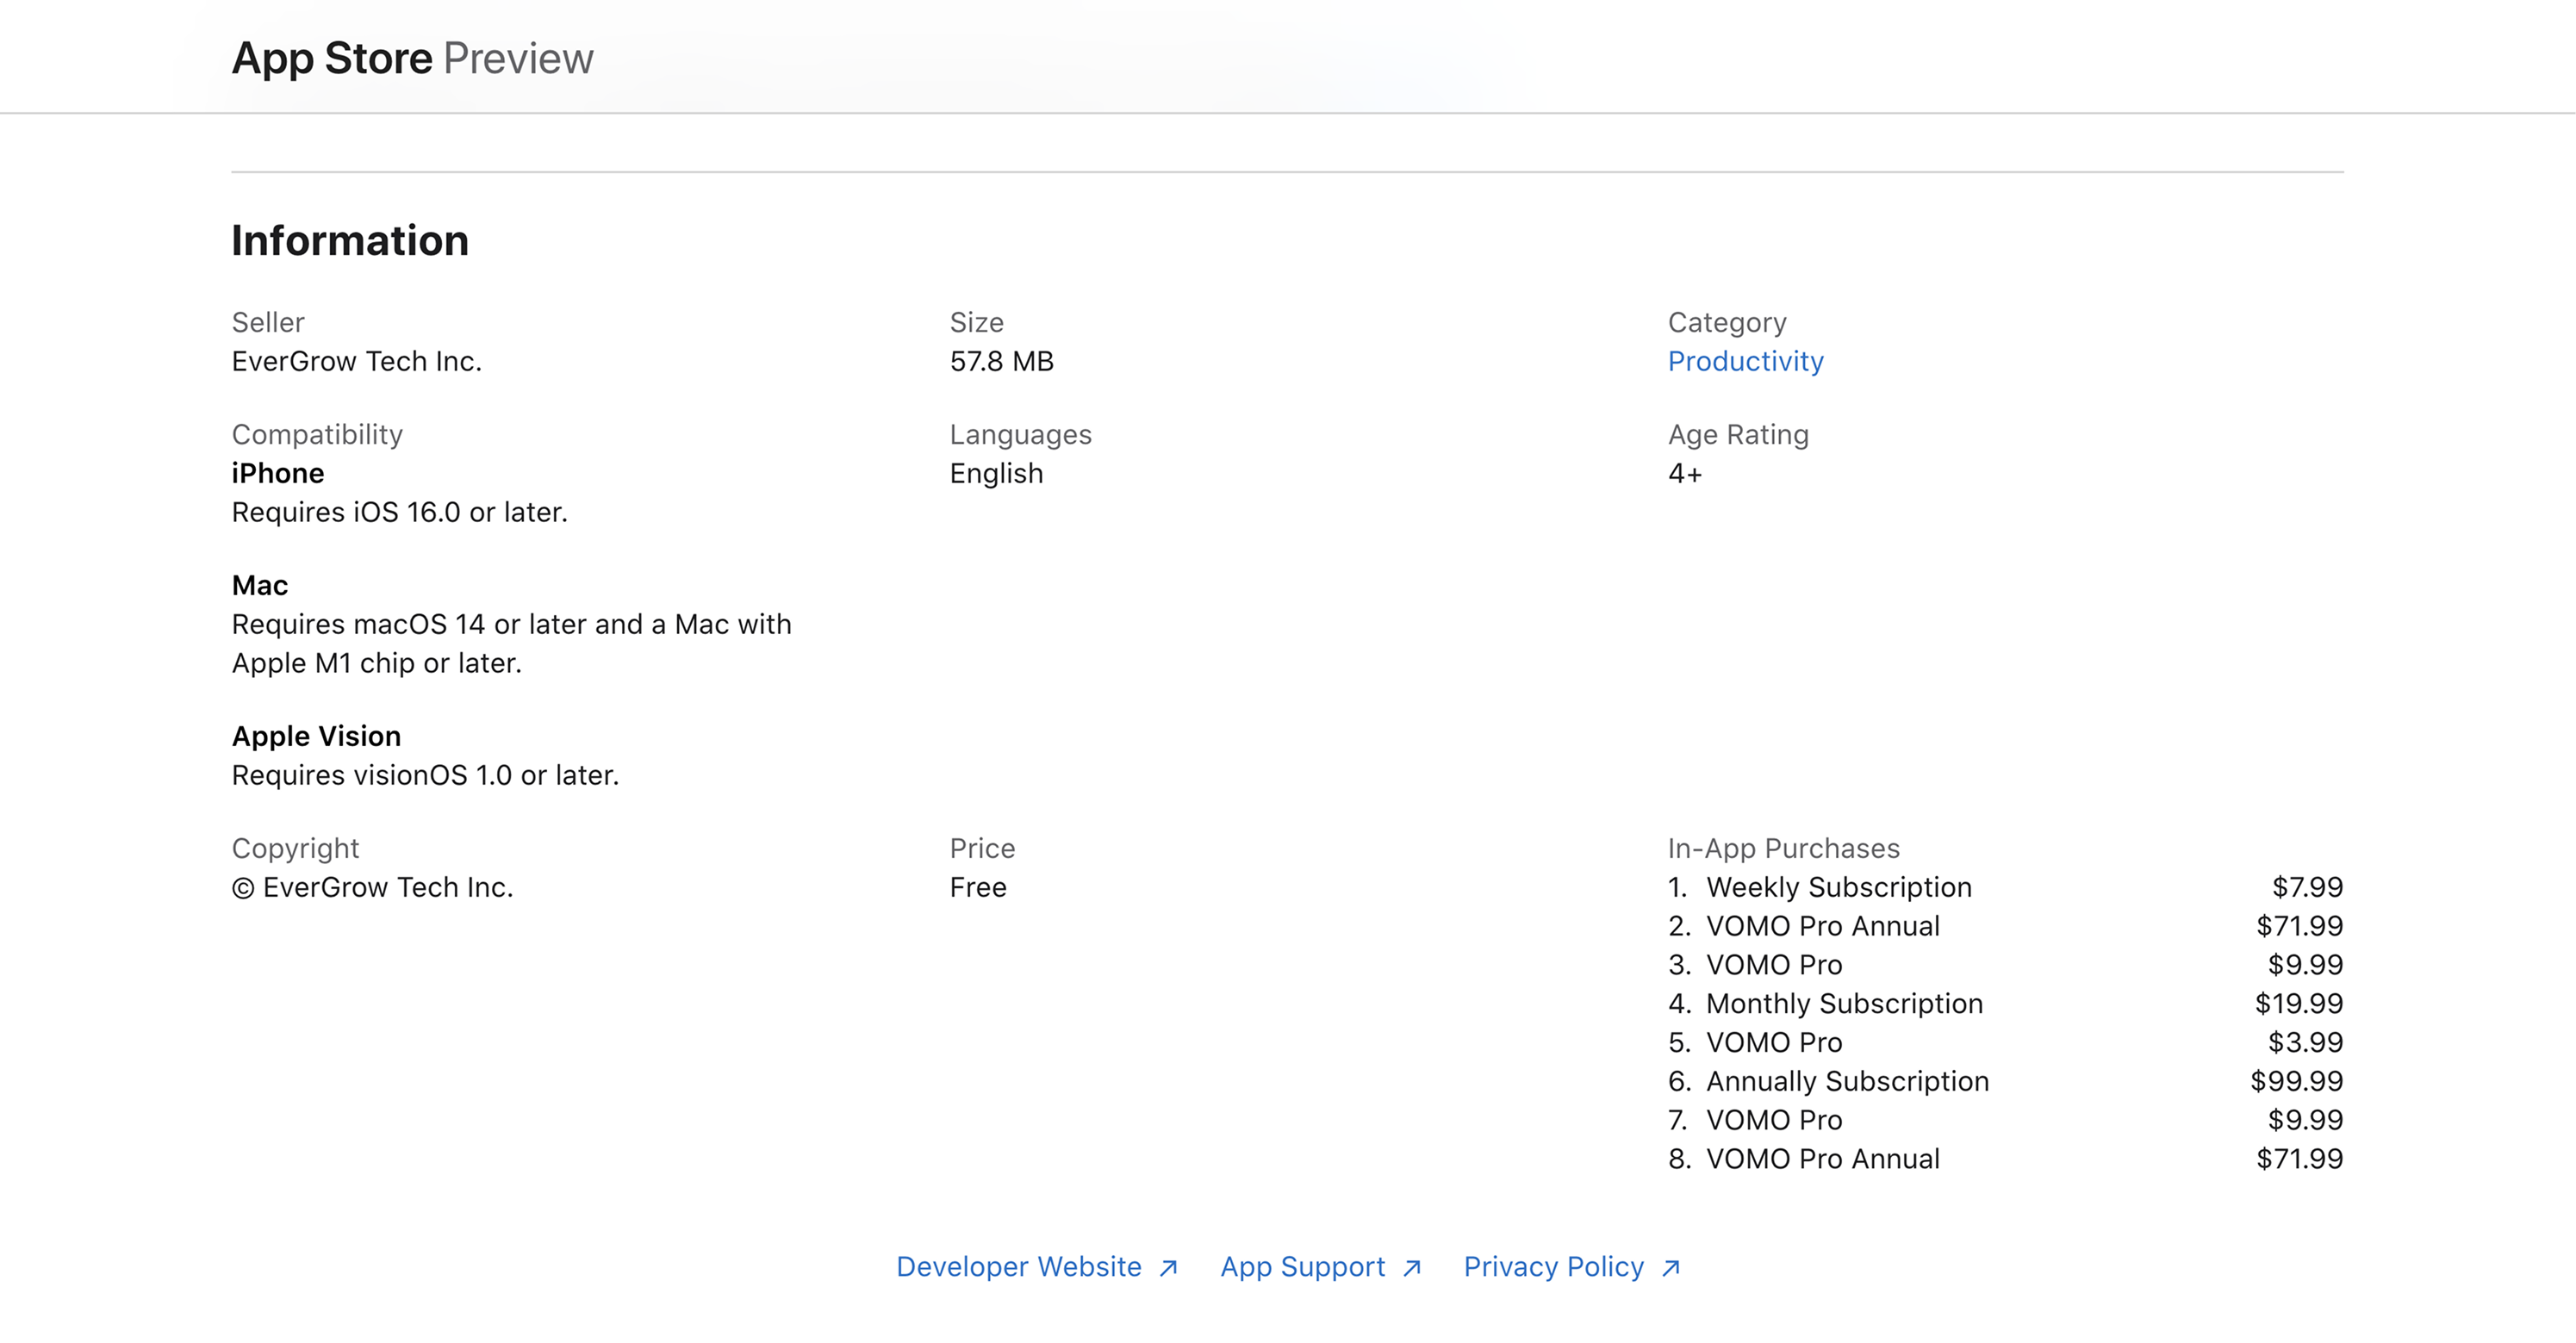 App Store Preview
Information
Seller
EverGrow Tech Inc.
Size
57.8 MB
Category
Productivity
Compatibility
iPhone
Requires iOS 16.0 or later.
Mac
Requires macOS 14 or later and a Mac with
Apple M1 chip or later.
Apple Vision
Requires visionOS 1.0 or later.
Languages
English
Age Rating
4+
Copyright
© EverGrow Tech Inc.
Price
Free
In-App Purchases
1. Weekly Subscription $7.99
2. VOMO Pro Annual $71.99
3. VOMO Pro $9.99
4. Monthly Subscription $19.99
5. VOMO Pro $3.99
6. Annually Subscription $99.99
7. VOMO Pro $9.99
8. VOMO Pro Annual $71.99
Developer Website ↗ App Support ↗ Privacy Policy ↗